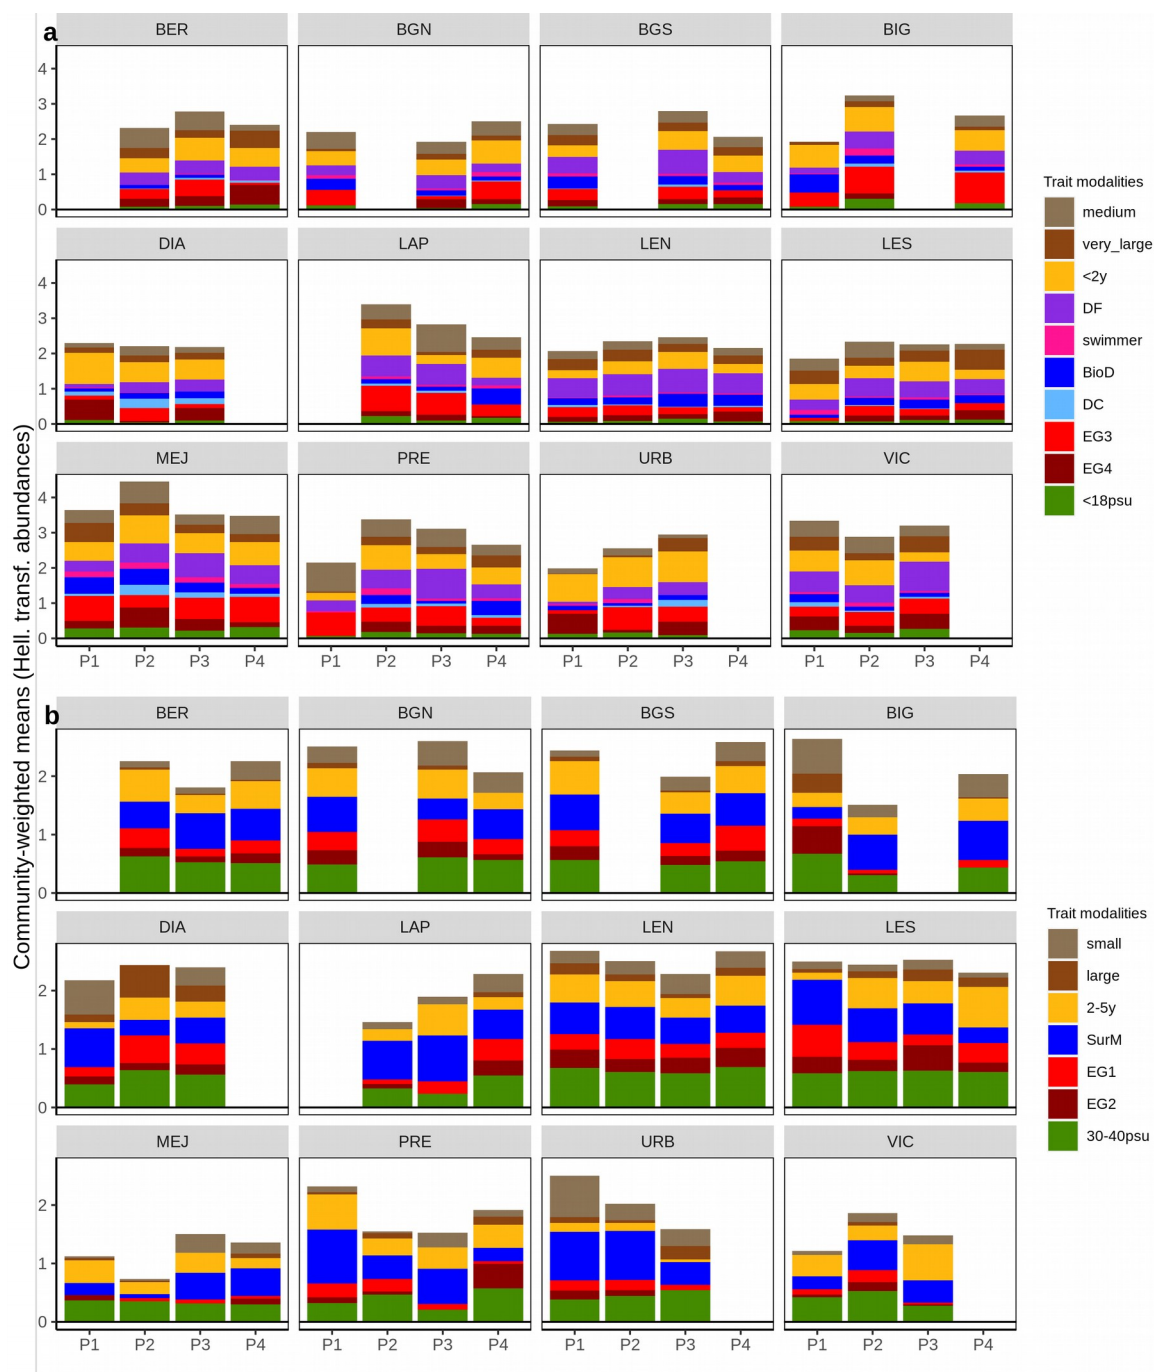 a
BER BGN BGS BIG
4
3
2
1
0
DIA LAP LEN LES
4
3
2
1
0
MEJ PRE URB VIC
4
3
2
1
0
P1 P2 P3 P4 P1 P2 P3 P4 P1 P2 P3 P4 P1 P2 P3 P4
Trait modalities
medium
very_large
<2y
DF
swimmer
BioD
DC
EG3
EG4
<18psu
Community-weighted means (Hell. transf. abundances)
b
BER BGN BGS BIG
2
1
0
DIA LAP LEN LES
2
1
0
MEJ PRE URB VIC
2
1
0
P1 P2 P3 P4 P1 P2 P3 P4 P1 P2 P3 P4 P1 P2 P3 P4
Trait modalities
small
large
2-5y
SurM
EG1
EG2
30-40psu